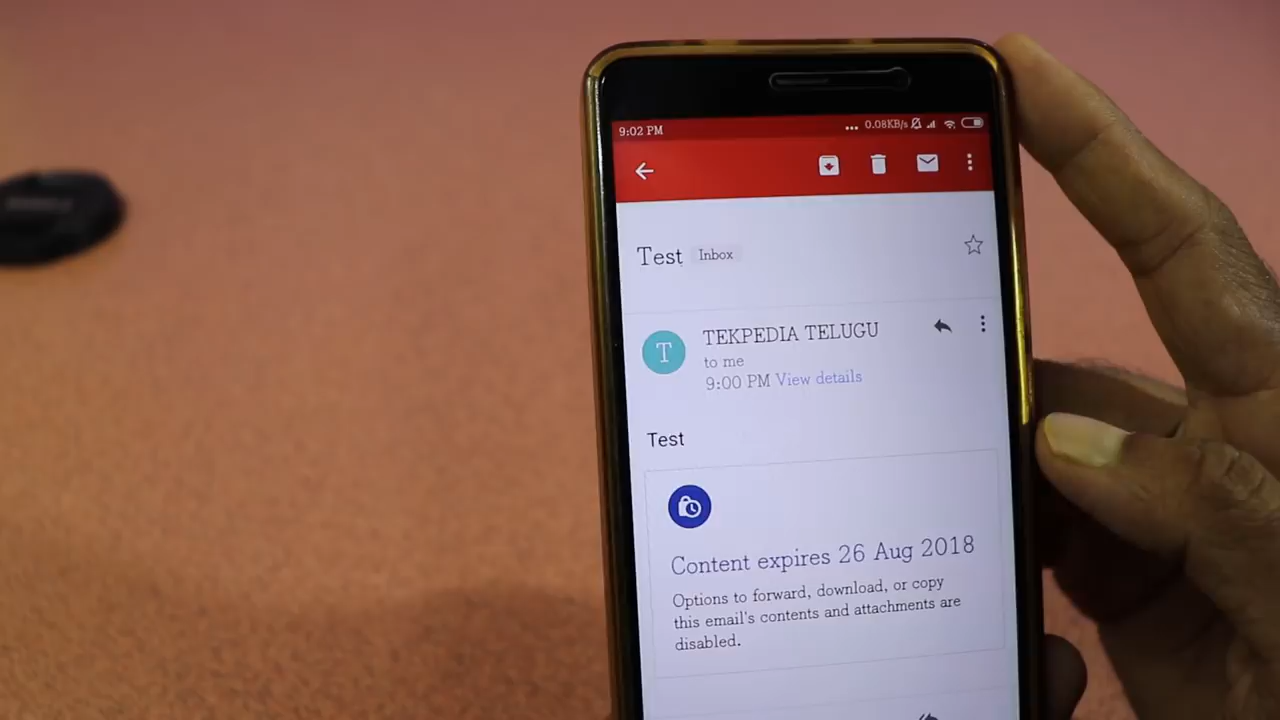 9:02 PM ... 0.08KB/s
Test Inbox
T TEKPEDIA TELUGU
to me
9:00 PM View details
Test
Content expires 26 Aug 2018
Options to forward, download, or copy
this email's contents and attachments are
disabled.